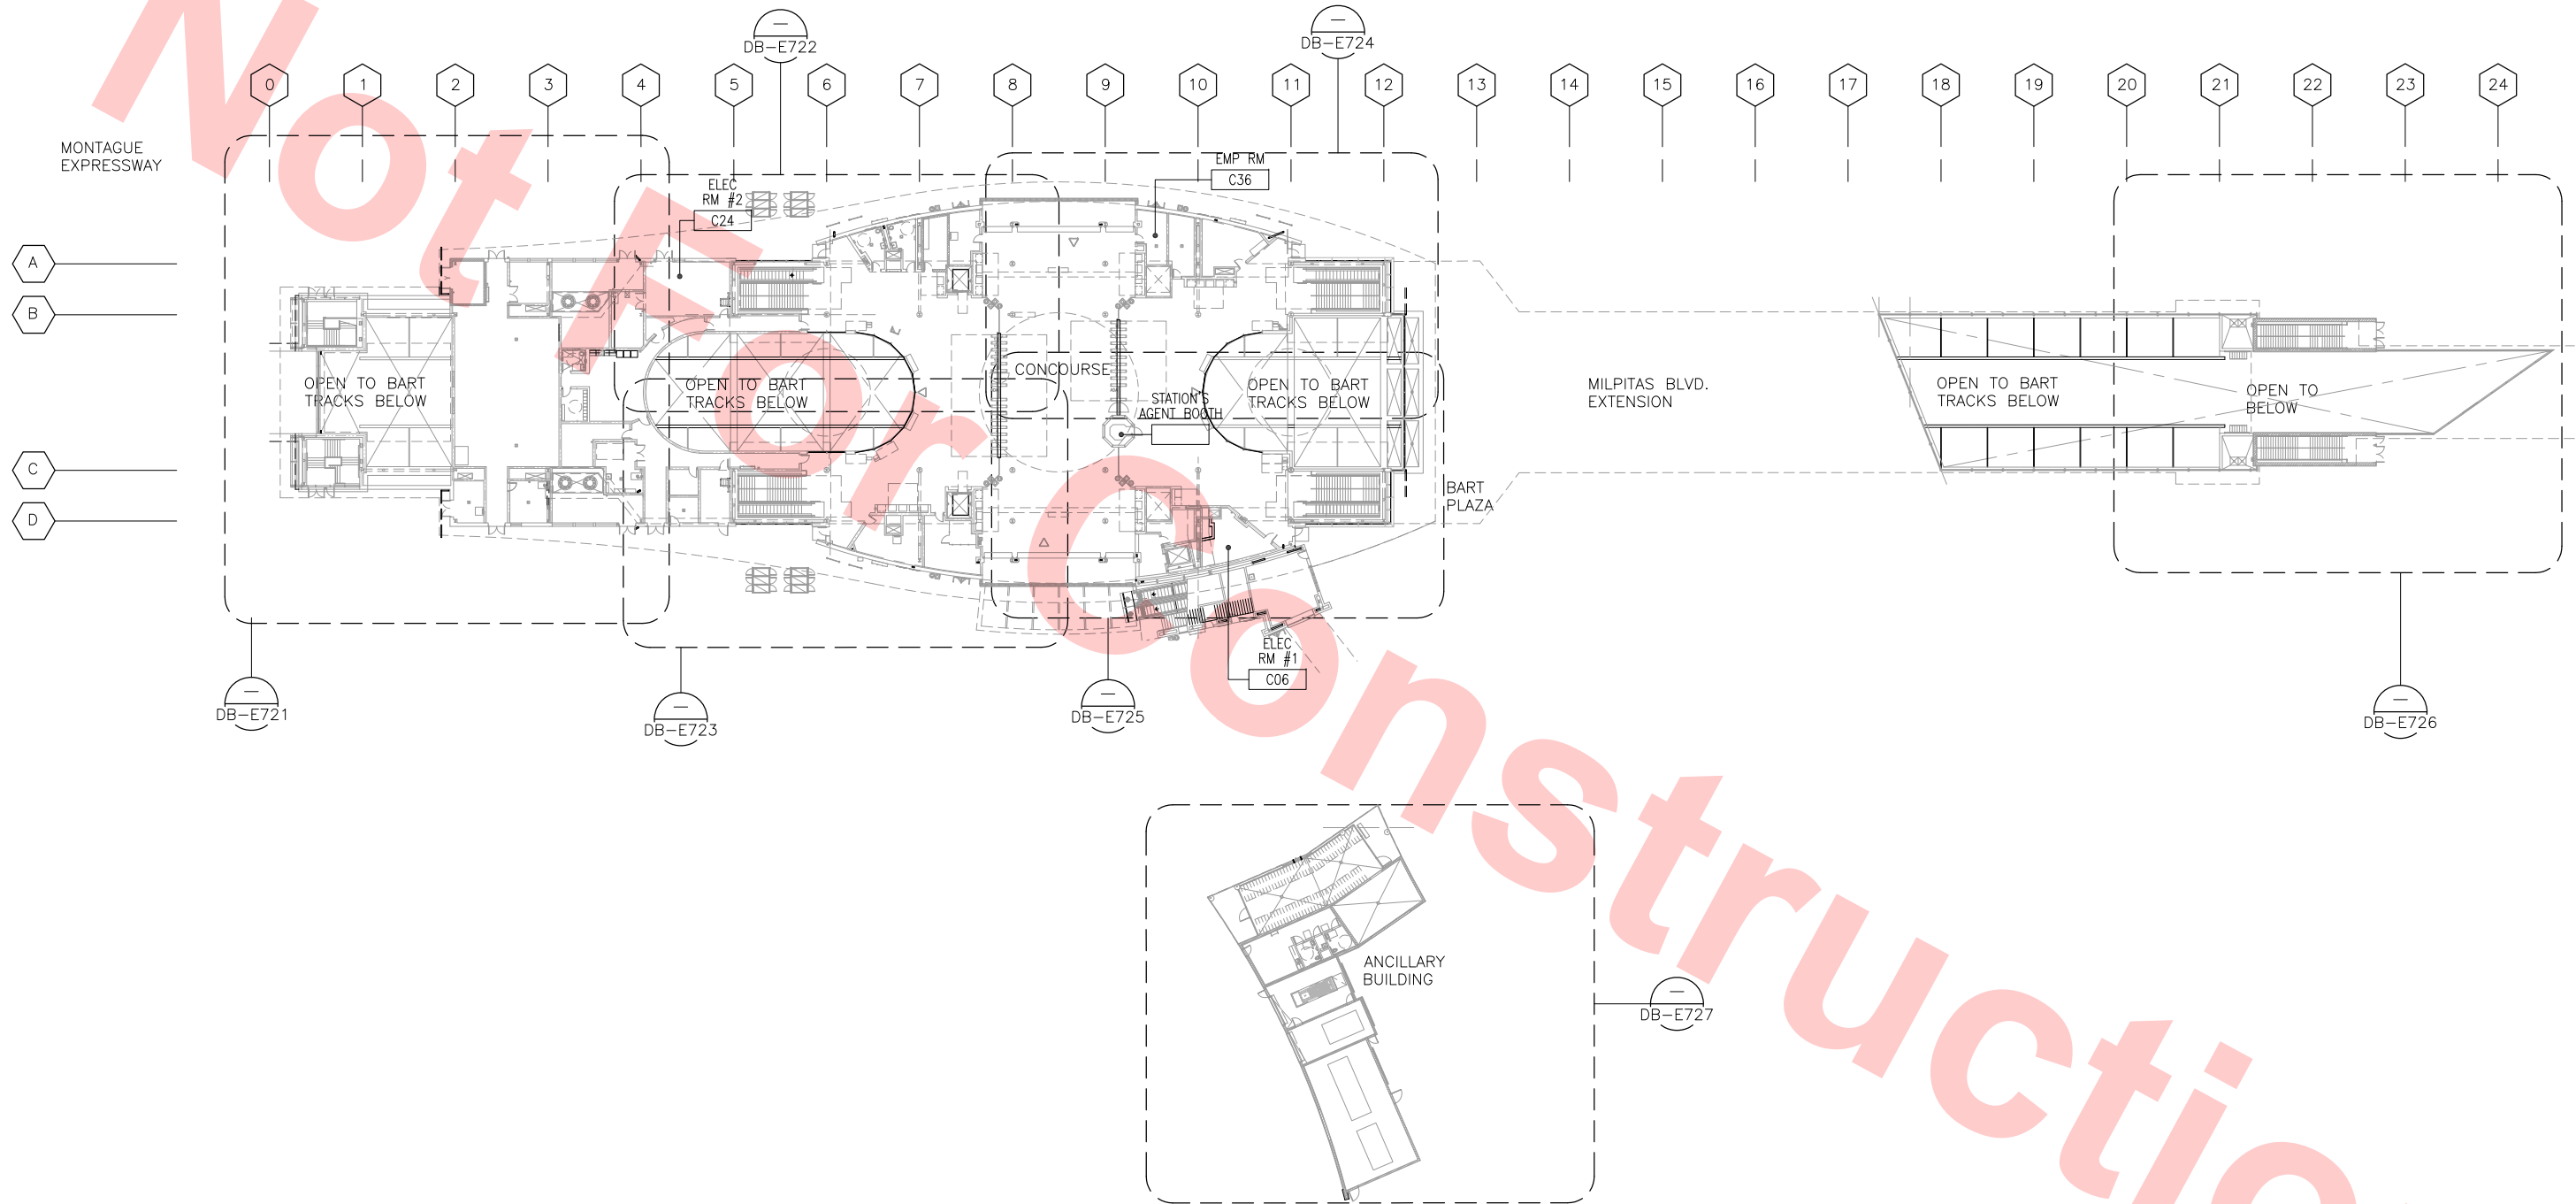 DB-E722
DB-E724
0 1 2 3 4 5 6 7 8 9 10 11 12 13 14 15 16 17 18 19 20 21 22 23 24
MONTAGUE
EXPRESSWAY
ELEC
RM #2
C24
EMP RM
C36
A
B
C
D
OPEN TO BART
TRACKS BELOW
OPEN TO BART
TRACKS BELOW
CONCOURSE
STATION'S
AGENT BOOTH
OPEN TO BART
TRACKS BELOW
MILPITAS BLVD.
EXTENSION
OPEN TO BART
TRACKS BELOW
OPEN TO
BELOW
BART
PLAZA
ELEC
RM #1
C06
DB-E721
DB-E723
DB-E725
DB-E726
ANCILLARY
BUILDING
DB-E727
Not For Constructio